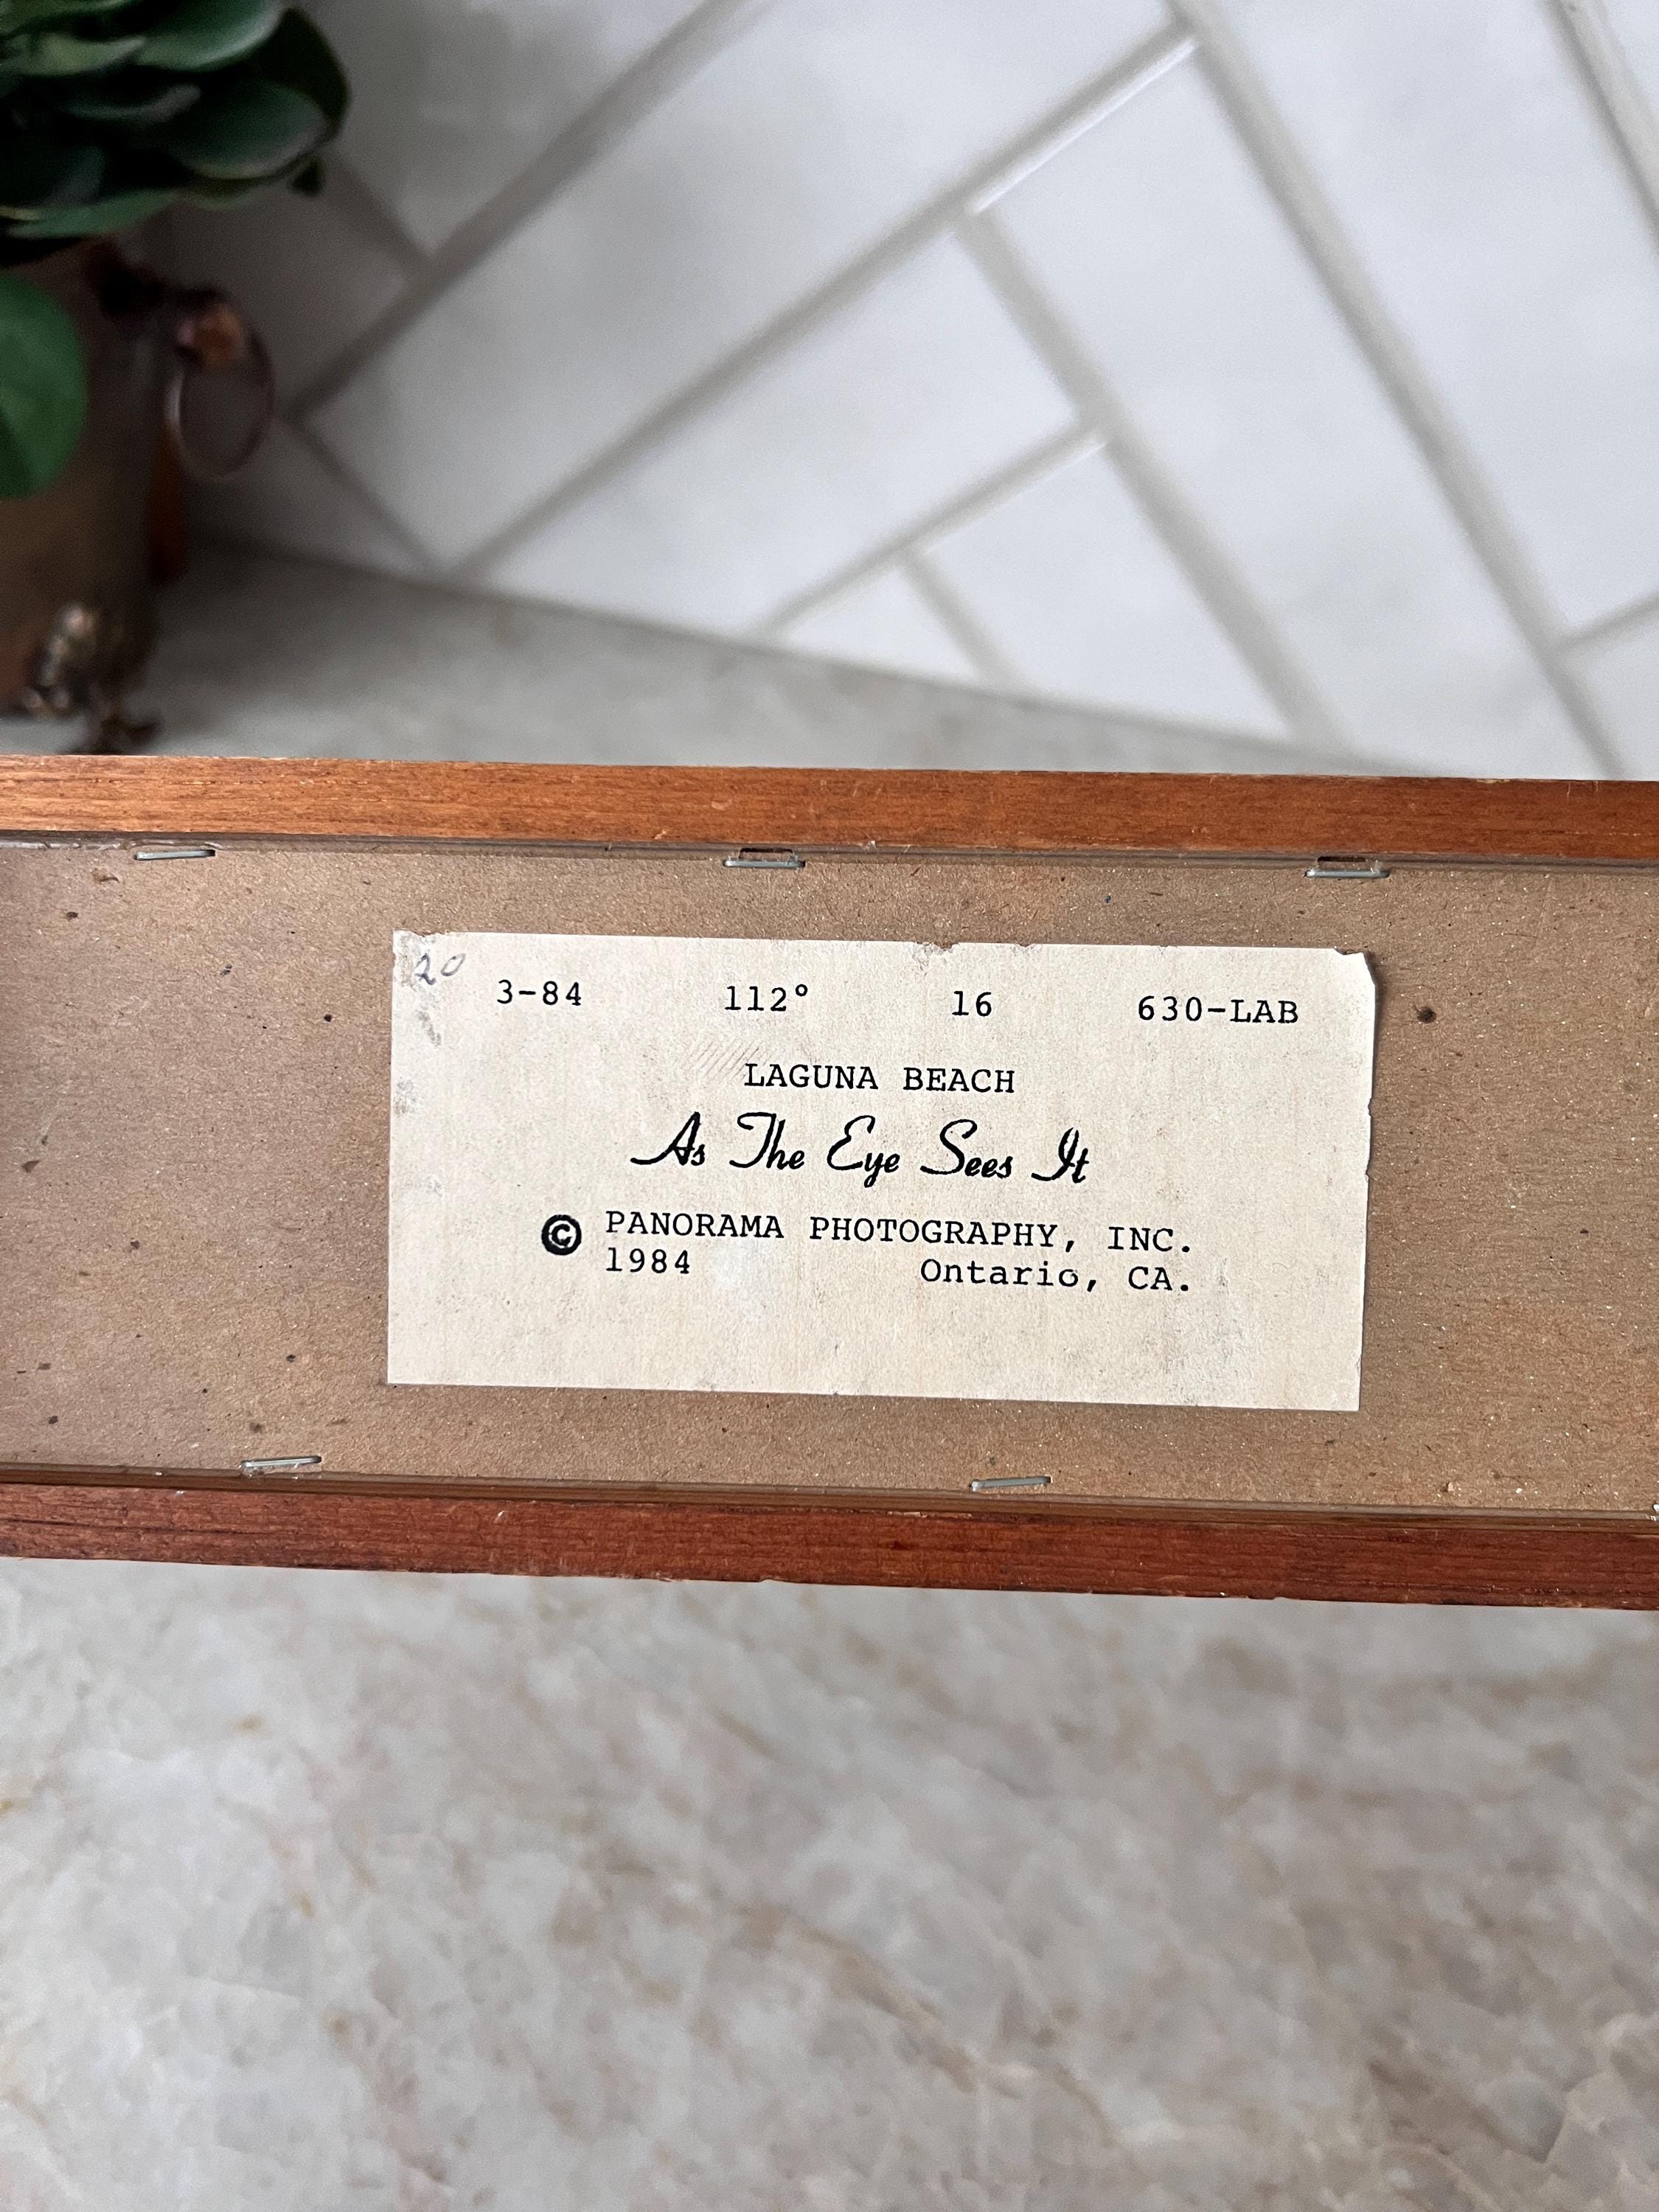 20
3-84 112° 16 630-LAB
LAGUNA BEACH
As The Eye Sees It
© PANORAMA PHOTOGRAPHY, INC.
1984 Ontario, CA.